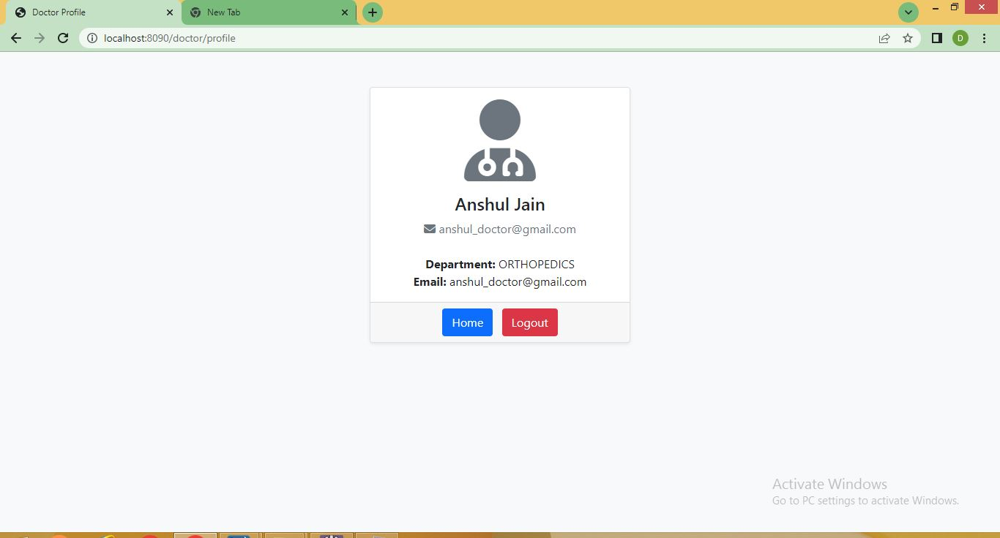 Doctor Profile
New Tab
localhost:8090/doctor/profile
D
Anshul Jain
anshul_doctor@gmail.com
Department: ORTHOPEDICS
Email: anshul_doctor@gmail.com
Home Logout
Activate Windows
Go to PC settings to activate Windows.